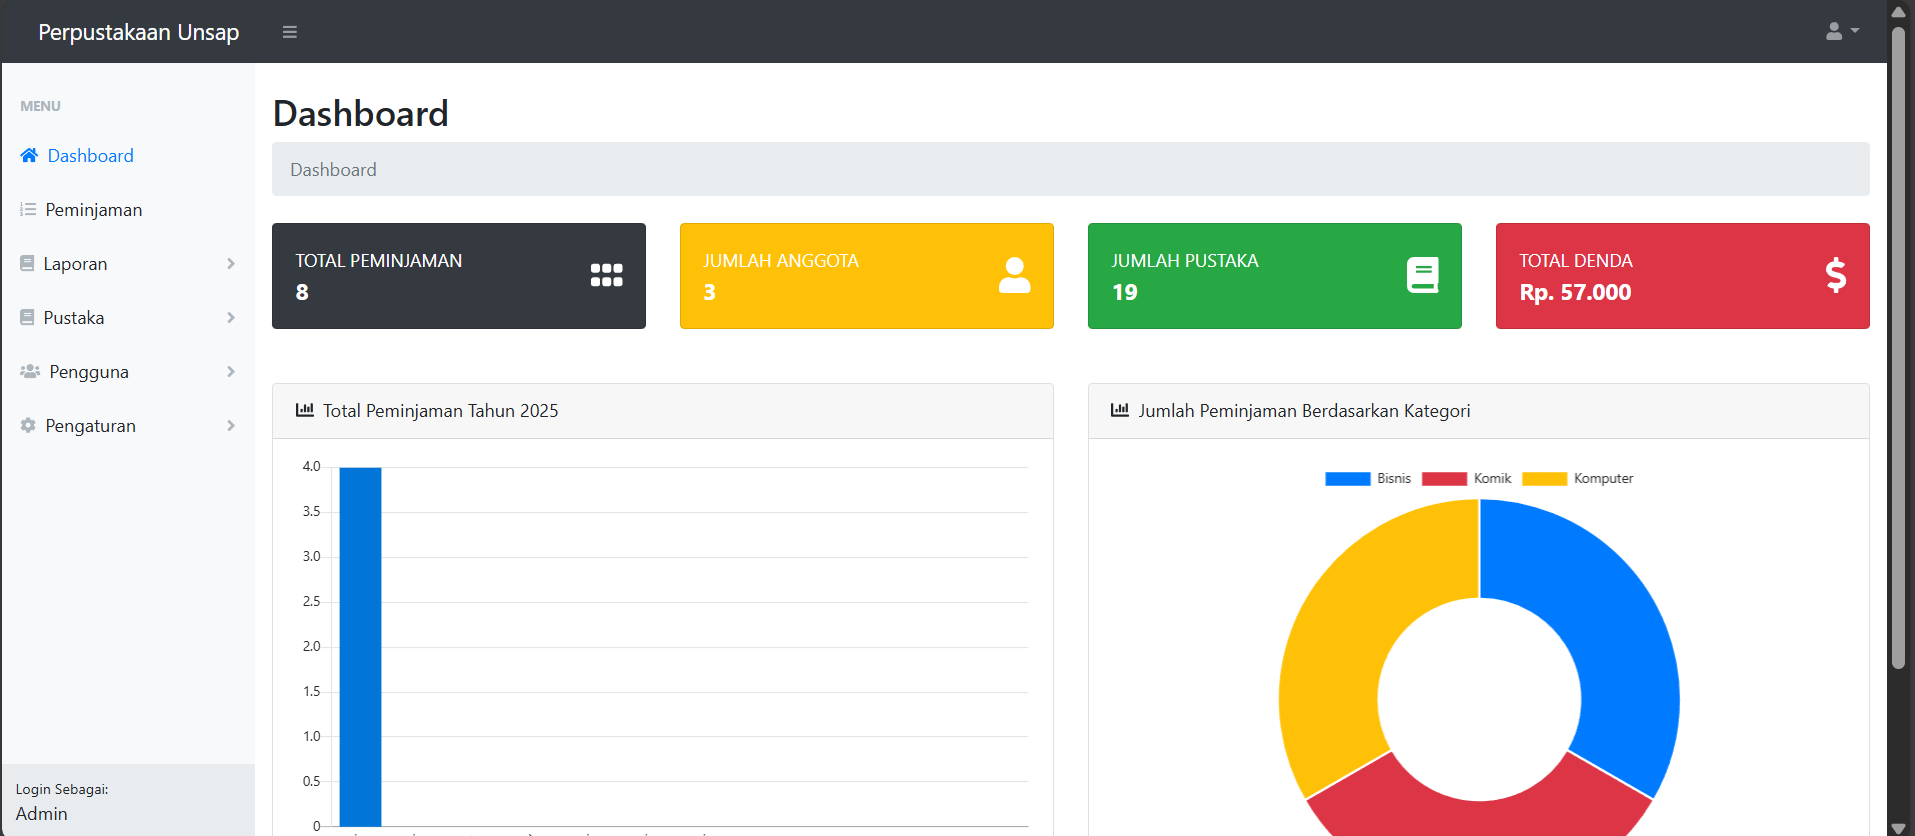 Perpustakaan Unsap
MENU
Dashboard
Peminjaman
Laporan
Pustaka
Pengguna
Pengaturan
Login Sebagai:
Admin
Dashboard
Dashboard
TOTAL PEMINJAMAN
8
JUMLAH ANGGOTA
3
JUMLAH PUSTAKA
19
TOTAL DENDA
Rp. 57.000
Total Peminjaman Tahun 2025
4.0
3.5
3.0
2.5
2.0
1.5
1.0
0.5
0
Jumlah Peminjaman Berdasarkan Kategori
Bisnis Komik Komputer